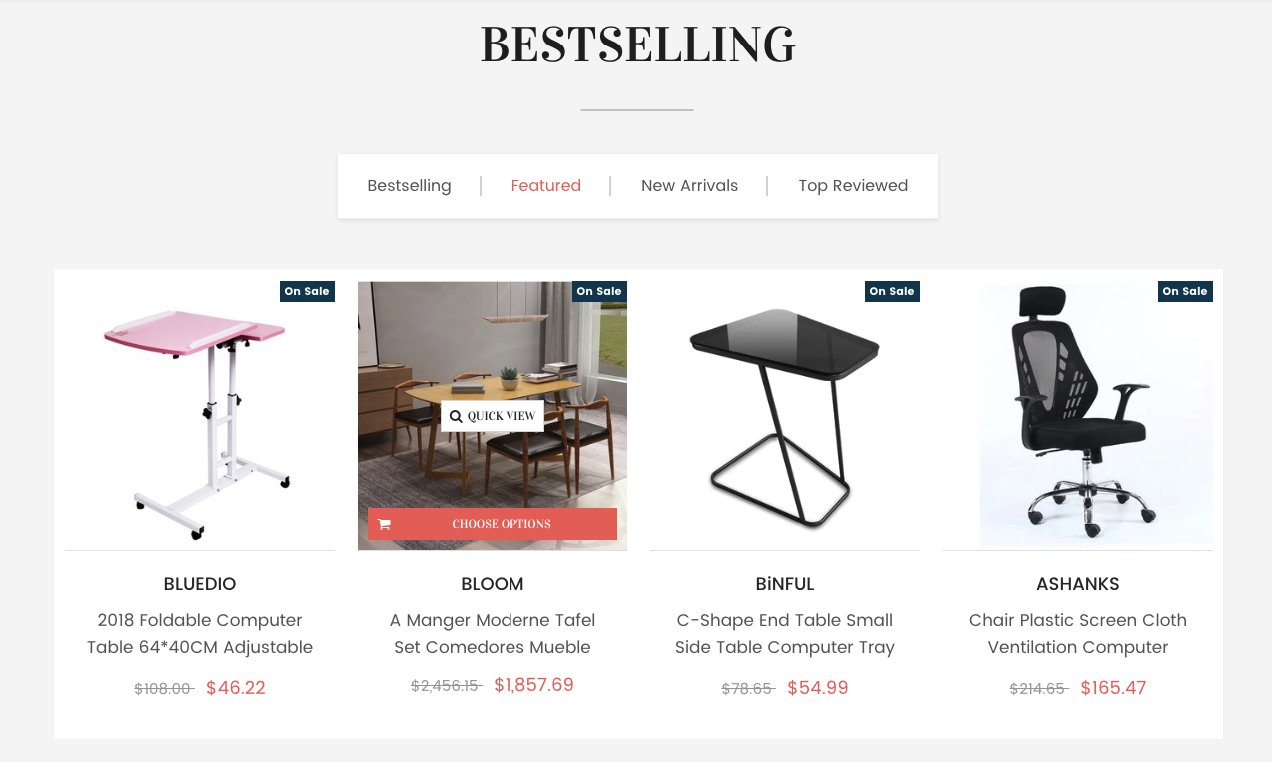 BESTSELLING
Bestselling
Featured
New Arrivals
Top Reviewed
On Sale
On Sale
On Sale
On Sale
QUICK VIEW
CHOOSE OPTIONS
BLUEDIO
2018 Foldable Computer
Table 64*40CM Adjustable
$108.00 $46.22
BLOOM
A Manger Moderne Tafel
Set Comedores Mueble
$2,456.15 $1,857.69
BiNFUL
C-Shape End Table Small
Side Table Computer Tray
$78.65 $54.99
ASHANKS
Chair Plastic Screen Cloth
Ventilation Computer
$214.65 $165.47